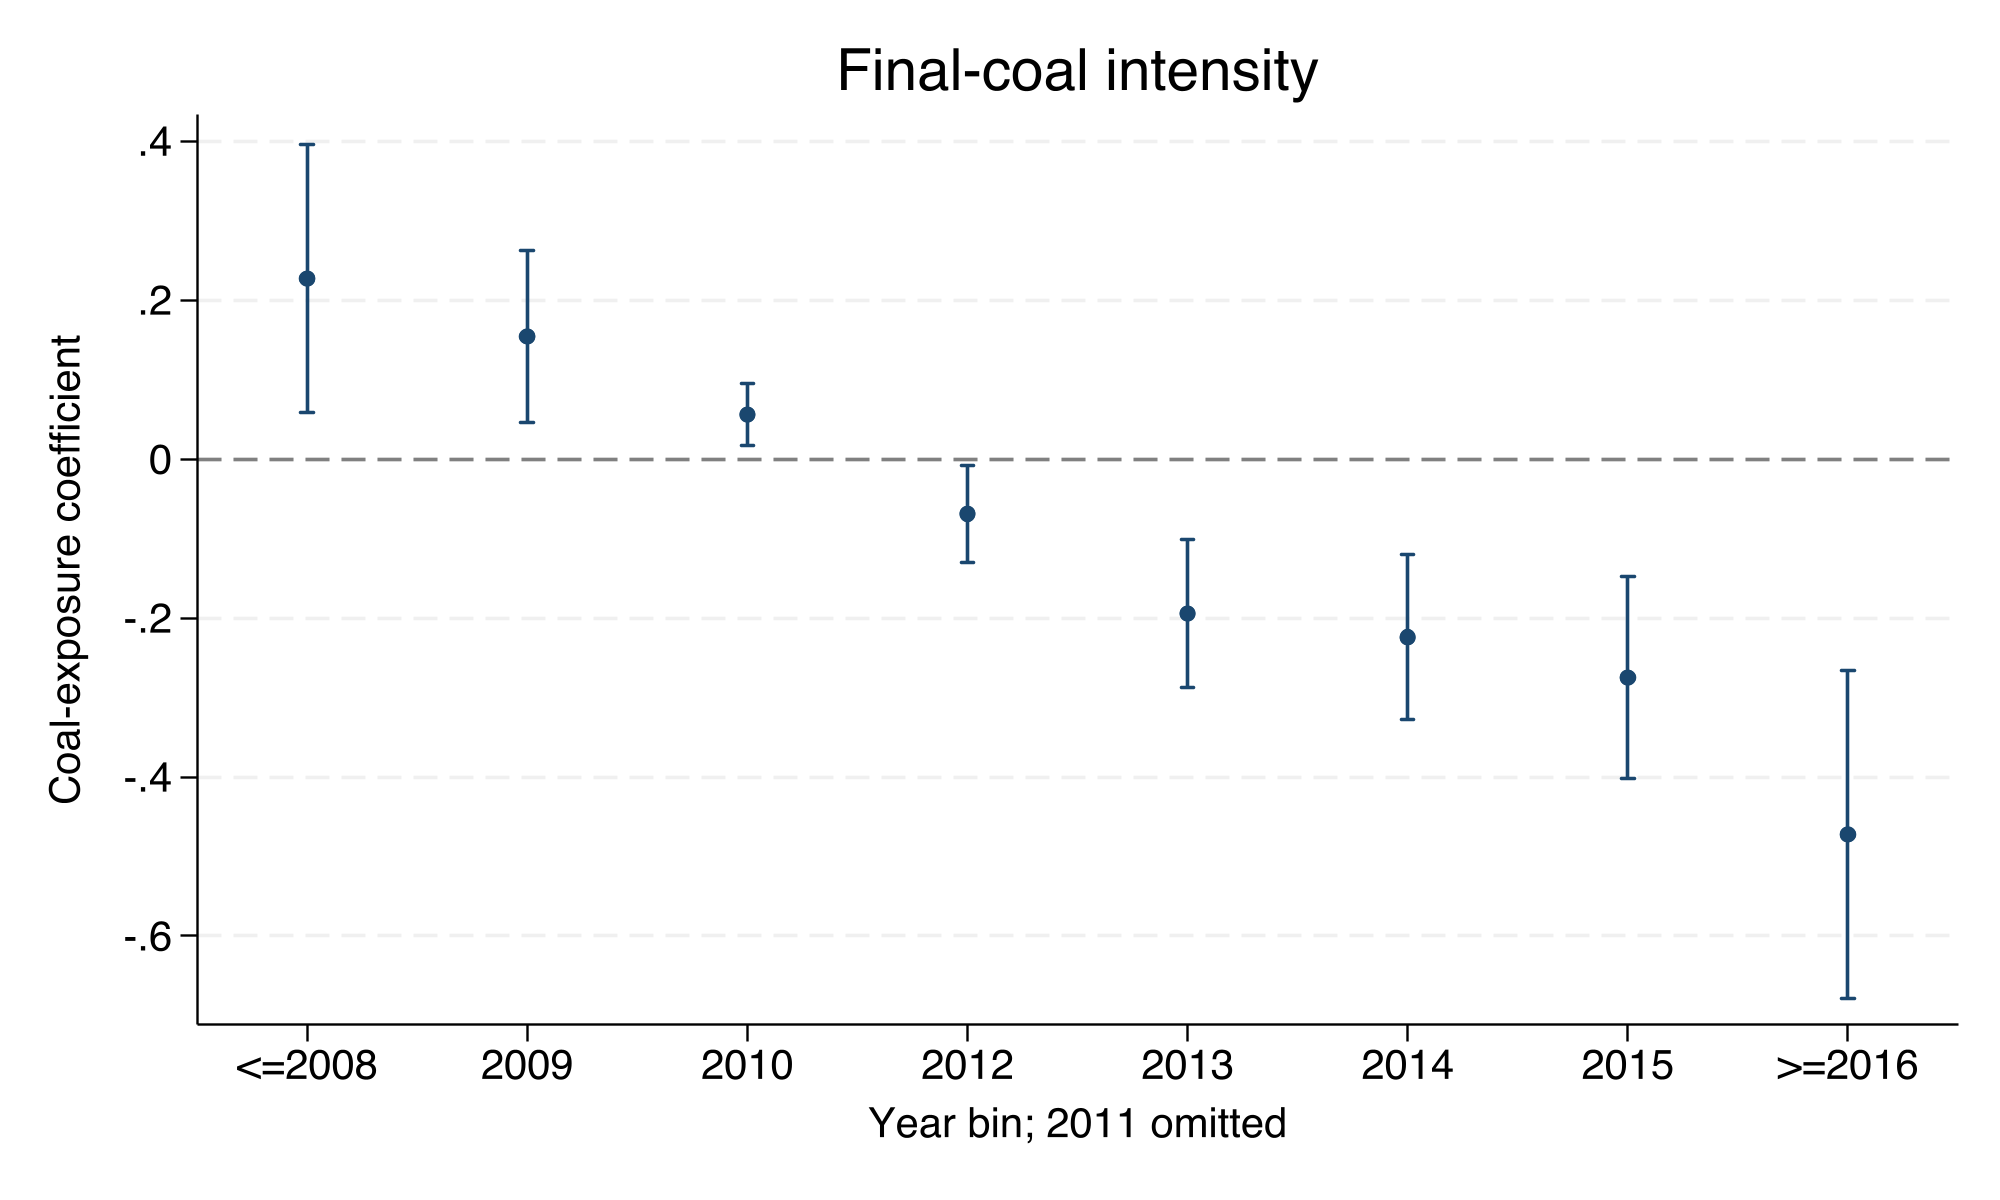 Final-coal intensity
Coal-exposure coefficient
.4
.2
0
-.2
-.4
-.6
<=2008 2009 2010 2012 2013 2014 2015 >=2016
Year bin; 2011 omitted